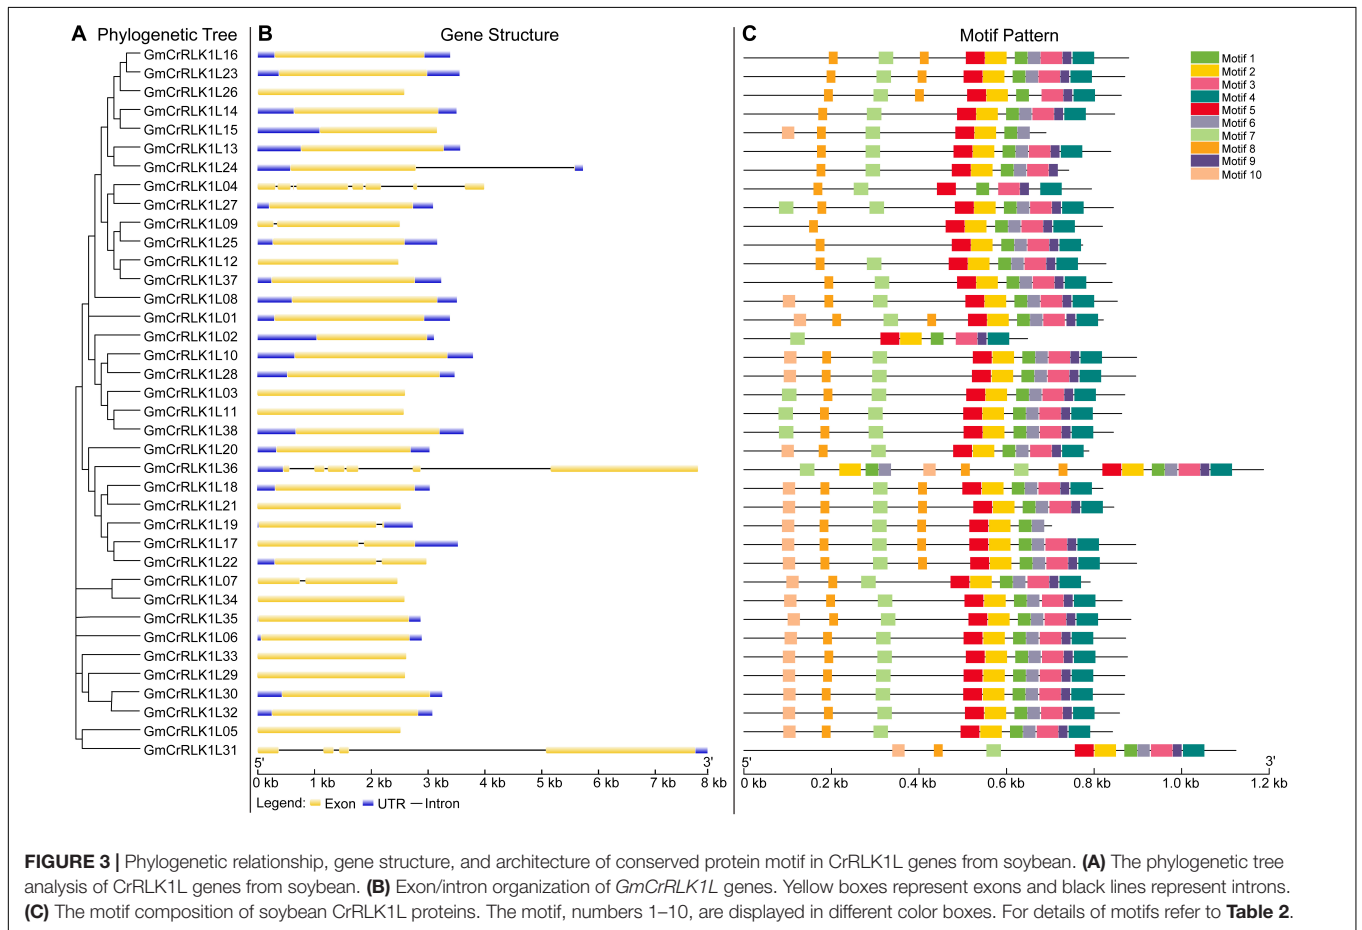 A Phylogenetic Tree
B Gene Structure
C Motif Pattern
GmCrRLK1L16
GmCrRLK1L23
GmCrRLK1L26
GmCrRLK1L14
GmCrRLK1L15
GmCrRLK1L13
GmCrRLK1L24
GmCrRLK1L04
GmCrRLK1L27
GmCrRLK1L09
GmCrRLK1L25
GmCrRLK1L12
GmCrRLK1L37
GmCrRLK1L08
GmCrRLK1L01
GmCrRLK1L02
GmCrRLK1L10
GmCrRLK1L28
GmCrRLK1L03
GmCrRLK1L11
GmCrRLK1L38
GmCrRLK1L20
GmCrRLK1L36
GmCrRLK1L18
GmCrRLK1L21
GmCrRLK1L19
GmCrRLK1L17
GmCrRLK1L22
GmCrRLK1L07
GmCrRLK1L34
GmCrRLK1L35
GmCrRLK1L06
GmCrRLK1L33
GmCrRLK1L29
GmCrRLK1L30
GmCrRLK1L32
GmCrRLK1L05
GmCrRLK1L31
5' 3'
0 kb 1 kb 2 kb 3 kb 4 kb 5 kb 6 kb 7 kb 8 kb
Legend: Exon UTR Intron
Motif 1
Motif 2
Motif 3
Motif 4
Motif 5
Motif 6
Motif 7
Motif 8
Motif 9
Motif 10
5' 3'
0 kb 0.2 kb 0.4 kb 0.6 kb 0.8 kb 1.0 kb 1.2 kb
FIGURE 3 | Phylogenetic relationship, gene structure, and architecture of conserved protein motif in CrRLK1L genes from soybean. (A) The phylogenetic tree
analysis of CrRLK1L genes from soybean. (B) Exon/intron organization of GmCrRLK1L genes. Yellow boxes represent exons and black lines represent introns.
(C) The motif composition of soybean CrRLK1L proteins. The motif, numbers 1–10, are displayed in different color boxes. For details of motifs refer to Table 2.